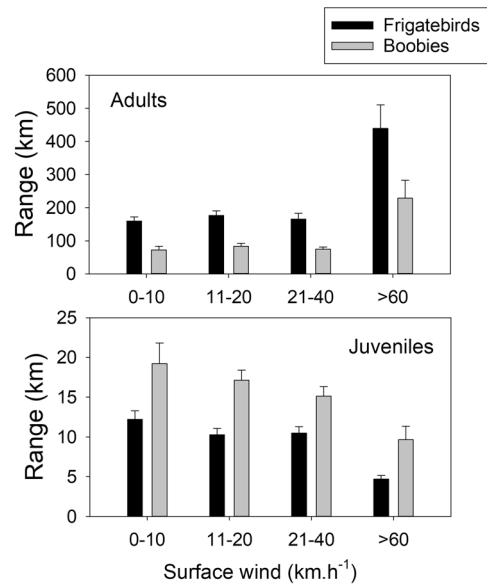 Frigatebirds
Boobies
Adults
Range (km)
600
500
400
300
200
100
0
0-10 11-20 21-40 >60
Juveniles
Range (km)
25
20
15
10
5
0
0-10 11-20 21-40 >60
Surface wind (km.h-1)